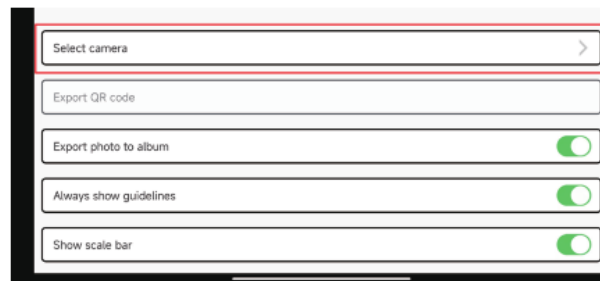 Select camera
Export QR code
Export photo to album
Always show guidelines
Show scale bar